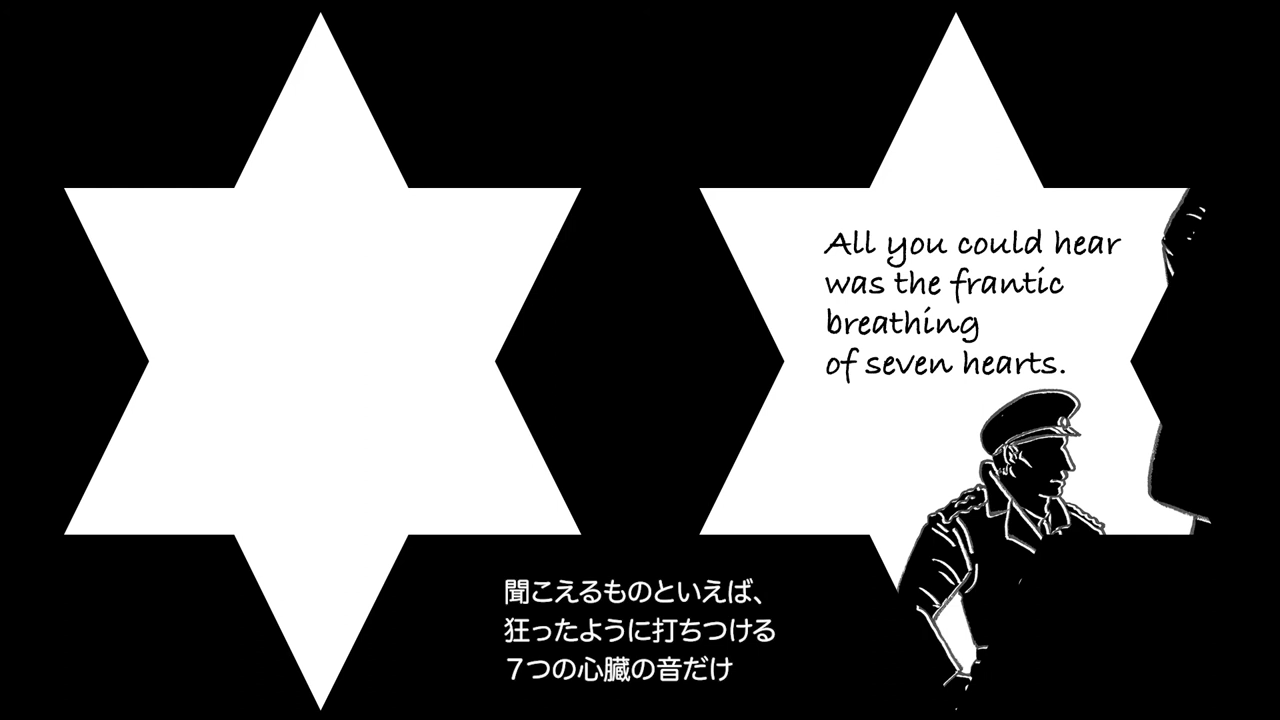 All you could hear
was the frantic
breathing
of seven hearts.
聞こえるものといえば、
狂ったように打ちつける
７つの心臓の音だけ